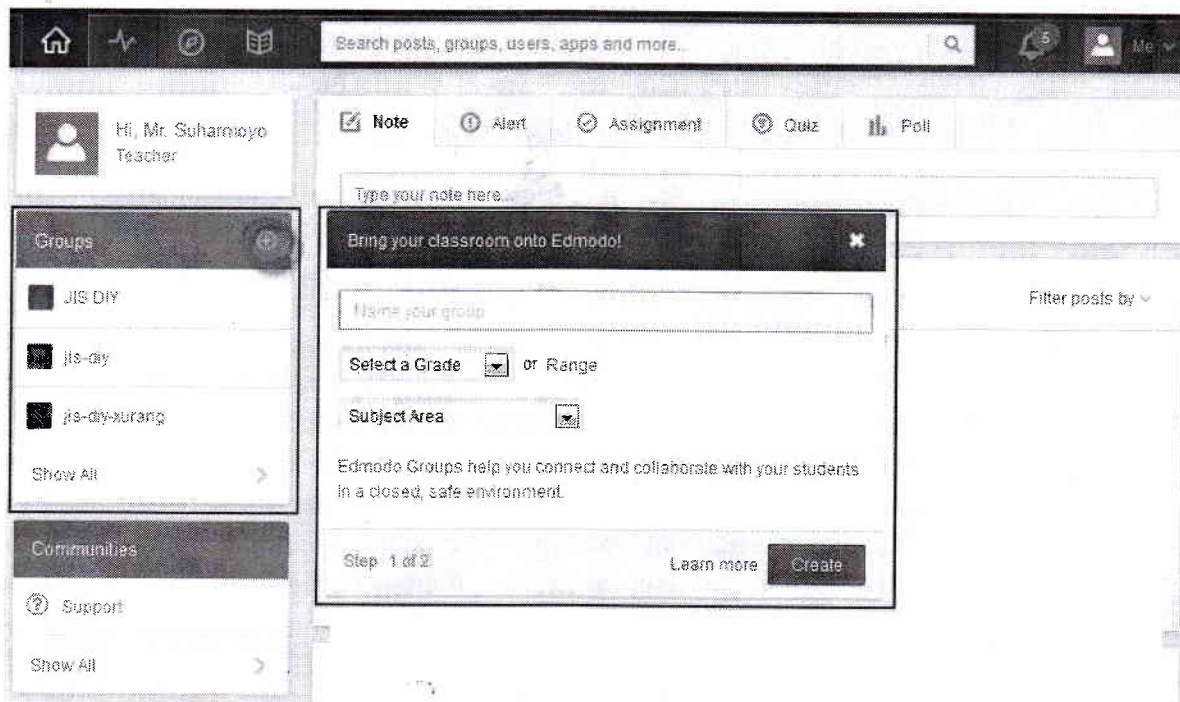 Search posts, groups, users, apps and more..
5
Me
Hi, Mr. Suharnioyo
Teacher
Note
Alert
Assignment
Quiz
Poll
Type your note here...
Groups
JIS DIY
jis-diy
jis-diy-kurang
Show All
Bring your classroom onto Edmodo!
Name your group
Select a Grade or Range
Subject Area
Edmodo Groups help you connect and collaborate with your students
in a closed, safe environment.
Step 1 of 2
Learn more
Create
Filter posts by
Communities
Support
Show All